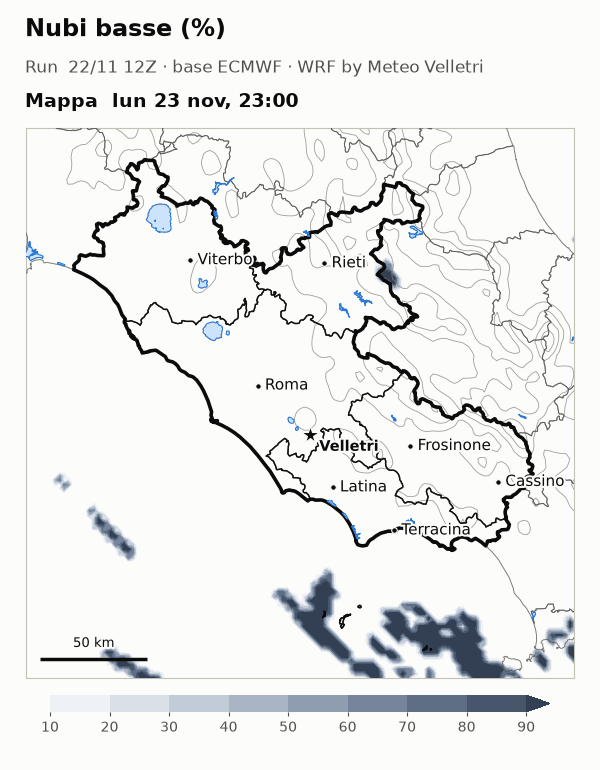 Nubi basse (%)
Run  22/11 12Z · base ECMWF · WRF by Meteo Velletri
Mappa  lun 23 nov, 23:00
Viterbo
Rieti
Roma
Velletri
Frosinone
Cassino
Latina
Terracina
50 km
10 20 30 40 50 60 70 80 90